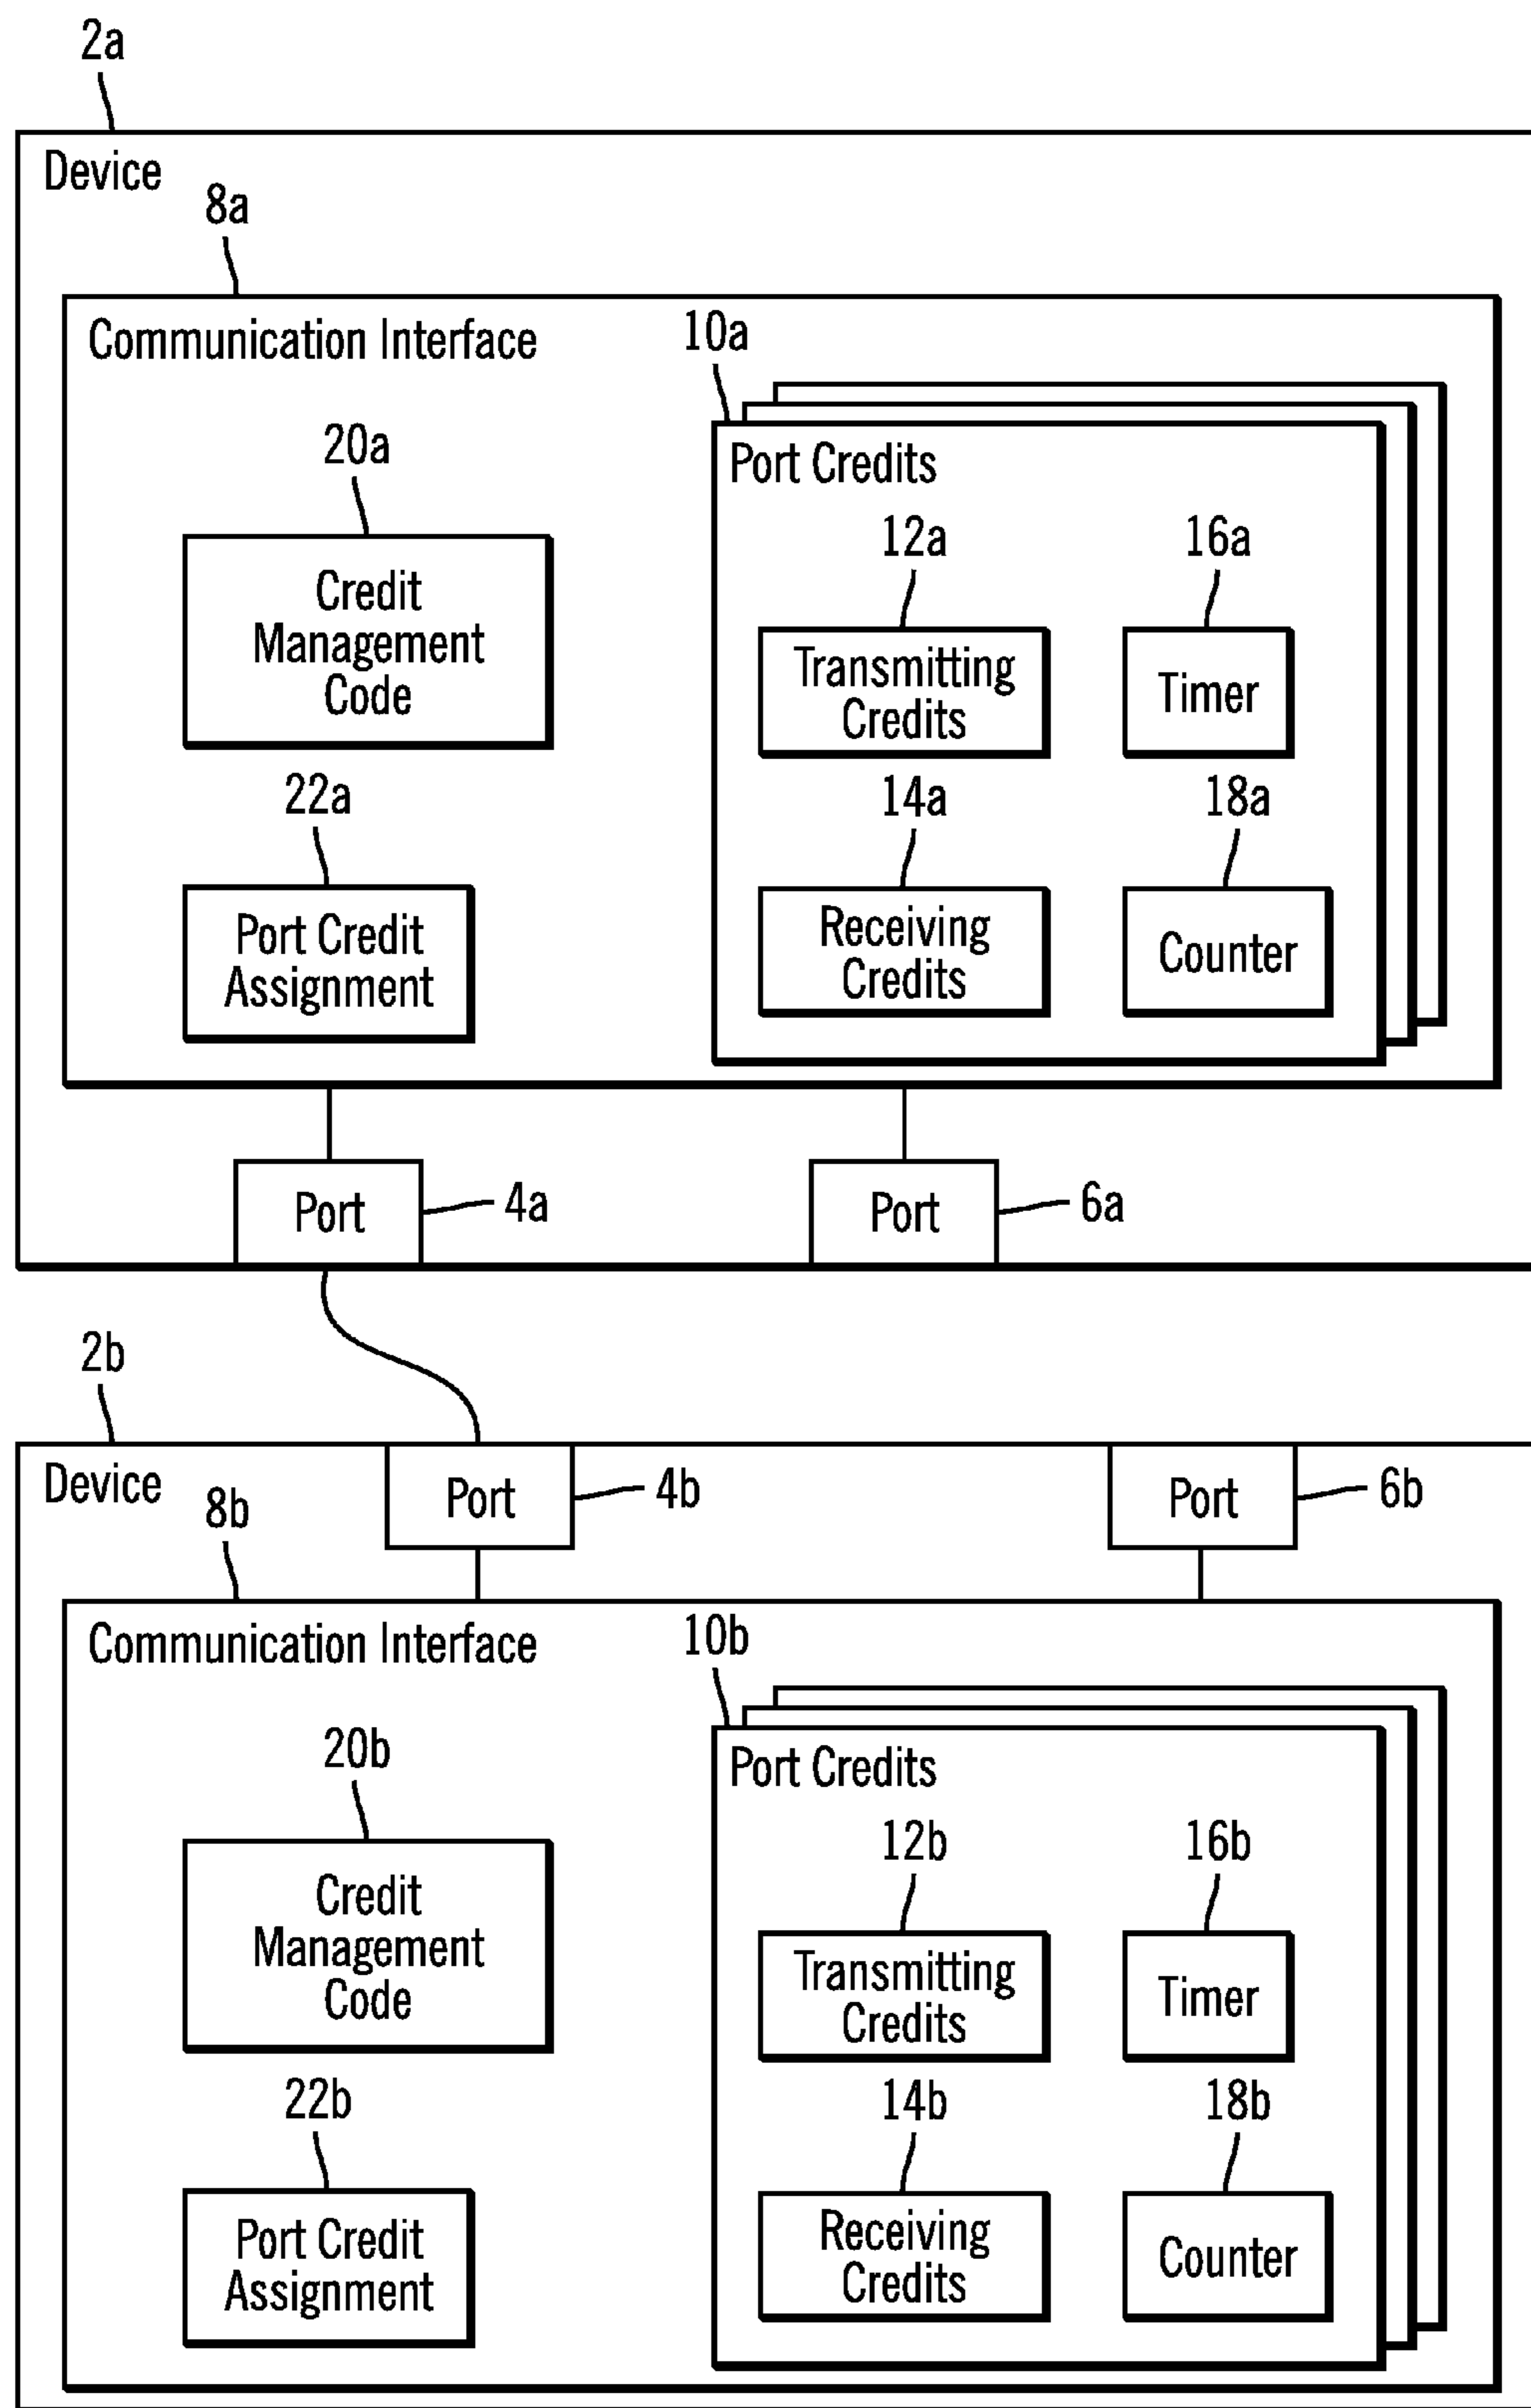 2a
Device
8a
Communication Interface
10a
20a
Port Credits
12a
16a
Credit
Management
Code
Transmitting
Credits
Timer
22a
14a
18a
Port Credit
Assignment
Receiving
Credits
Counter
Port
4a
Port
6a
2b
Device
Port
4b
Port
6b
8b
Communication Interface
10b
20b
Port Credits
12b
16b
Credit
Management
Code
Transmitting
Credits
Timer
22b
14b
18b
Port Credit
Assignment
Receiving
Credits
Counter